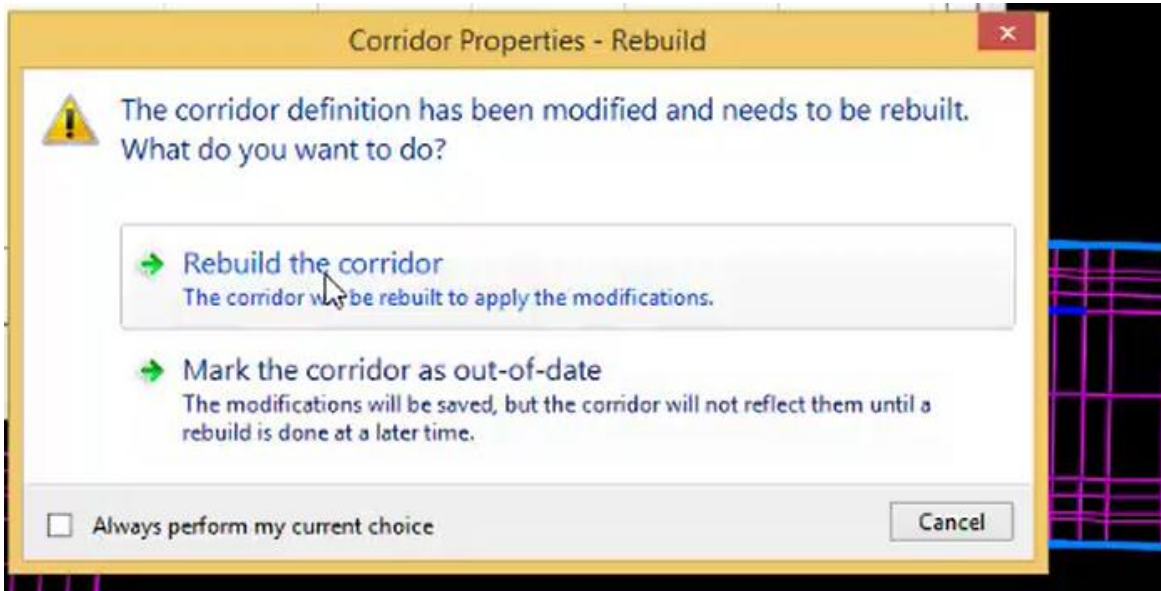 Corridor Properties - Rebuild
The corridor definition has been modified and needs to be rebuilt.
What do you want to do?
Rebuild the corridor
The corridor be rebuilt to apply the modifications.
Mark the corridor as out-of-date
The modifications will be saved, but the corridor will not reflect them until a
rebuild is done at a later time.
Always perform my current choice
Cancel